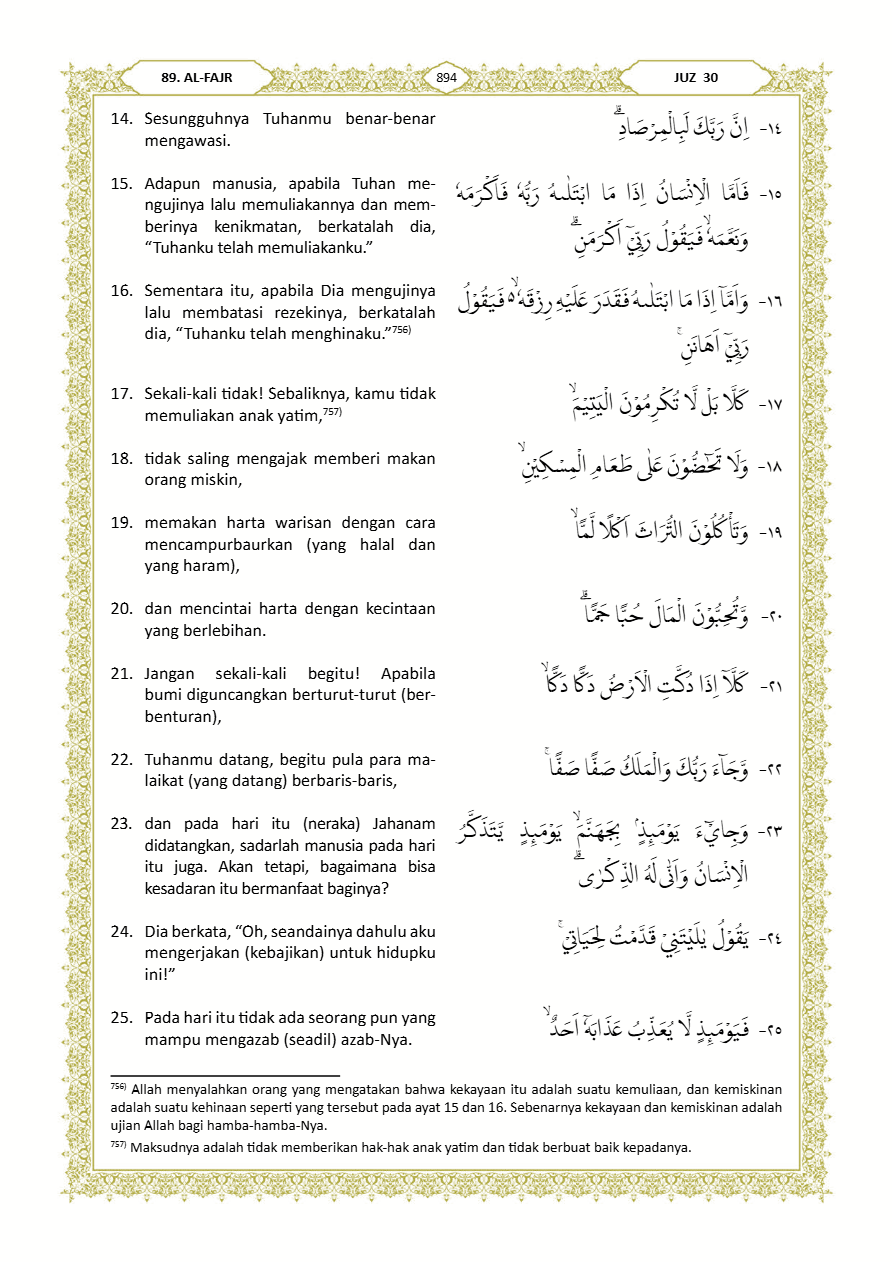 89. AL-FAJR 894 JUZ 30
14. Sesungguhnya Tuhanmu benar-benar
mengawasi.
١٤- اِنَّ رَبَّكَ لَبِالْمِرْصَادِۗ
15. Adapun manusia, apabila Tuhan me-
ngujinya lalu memuliakannya dan mem-
berinya kenikmatan, berkatalah dia,
“Tuhanku telah memuliakanku.”
١٥- فَاَمَّا الْاِنْسَانُ اِذَا مَا ابْتَلٰىهُ رَبُّهٗ فَاَكْرَمَهٗ
وَنَعَّمَهٗۙ فَيَقُوْلُ رَبِّيْٓ اَكْرَمَنِۗ
16. Sementara itu, apabila Dia mengujinya
lalu membatasi rezekinya, berkatalah
dia, “Tuhanku telah menghinaku.”756)
١٦- وَاَمَّآ اِذَا مَا ابْتَلٰىهُ فَقَدَرَ عَلَيْهِ رِزْقَهٗ ەۙ فَيَقُوْلُ
رَبِّيْٓ اَهَانَنِۚ
17. Sekali-kali tidak! Sebaliknya, kamu tidak
memuliakan anak yatim,757)
١٧- كَلَّا بَلْ لَّا تُكْرِمُوْنَ الْيَتِيْمَۙ
18. tidak saling mengajak memberi makan
orang miskin,
١٨- وَلَا تَحٰۤضُّوْنَ عَلٰى طَعَامِ الْمِسْكِيْنِۙ
19. memakan harta warisan dengan cara
mencampurbaurkan (yang halal dan
yang haram),
١٩- وَتَأْكُلُوْنَ التُّرَاثَ اَكْلًا لَّمًّاۙ
20. dan mencintai harta dengan kecintaan
yang berlebihan.
٢٠- وَّتُحِبُّوْنَ الْمَالَ حُبًّا جَمًّاۗ
21. Jangan sekali-kali begitu! Apabila
bumi diguncangkan berturut-turut (ber-
benturan),
٢١- كَلَّآ اِذَا دُكَّتِ الْاَرْضُ دَكًّا دَكًّاۙ
22. Tuhanmu datang, begitu pula para ma-
laikat (yang datang) berbaris-baris,
٢٢- وَّجَاۤءَ رَبُّكَ وَالْمَلَكُ صَفًّا صَفًّاۚ
23. dan pada hari itu (neraka) Jahanam
didatangkan, sadarlah manusia pada hari
itu juga. Akan tetapi, bagaimana bisa
kesadaran itu bermanfaat baginya?
٢٣- وَجِايْۤءَ يَوْمَىِٕذٍۢ بِجَهَنَّمَۙ يَوْمَىِٕذٍ يَّتَذَكَّرُ
الْاِنْسَانُ وَاَنّٰى لَهُ الذِّكْرٰىۗ
24. Dia berkata, “Oh, seandainya dahulu aku
mengerjakan (kebajikan) untuk hidupku
ini!”
٢٤- يَقُوْلُ يٰلَيْتَنِيْ قَدَّمْتُ لِحَيَاتِيْۚ
25. Pada hari itu tidak ada seorang pun yang
mampu mengazab (seadil) azab-Nya.
٢٥- فَيَوْمَىِٕذٍ لَّا يُعَذِّبُ عَذَابَهٗٓ اَحَدٌۙ
756) Allah menyalahkan orang yang mengatakan bahwa kekayaan itu adalah suatu kemuliaan, dan kemiskinan
adalah suatu kehinaan seperti yang tersebut pada ayat 15 dan 16. Sebenarnya kekayaan dan kemiskinan adalah
ujian Allah bagi hamba-hamba-Nya.
757) Maksudnya adalah tidak memberikan hak-hak anak yatim dan tidak berbuat baik kepadanya.